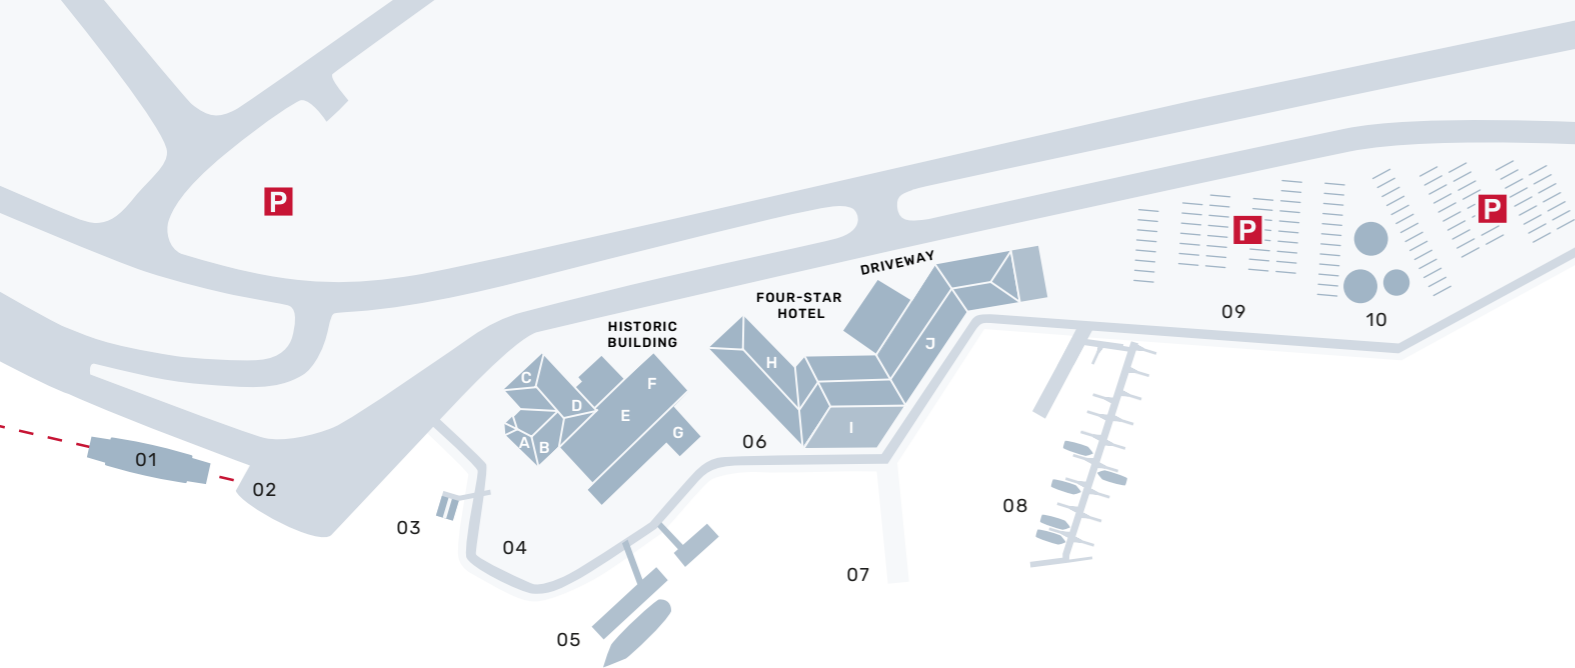 P
P
P
DRIVEWAY
FOUR-STAR
HOTEL
HISTORIC
BUILDING
C
D
E
F
G
A
B
H
I
J
01
02
03
04
05
06
07
08
09
10